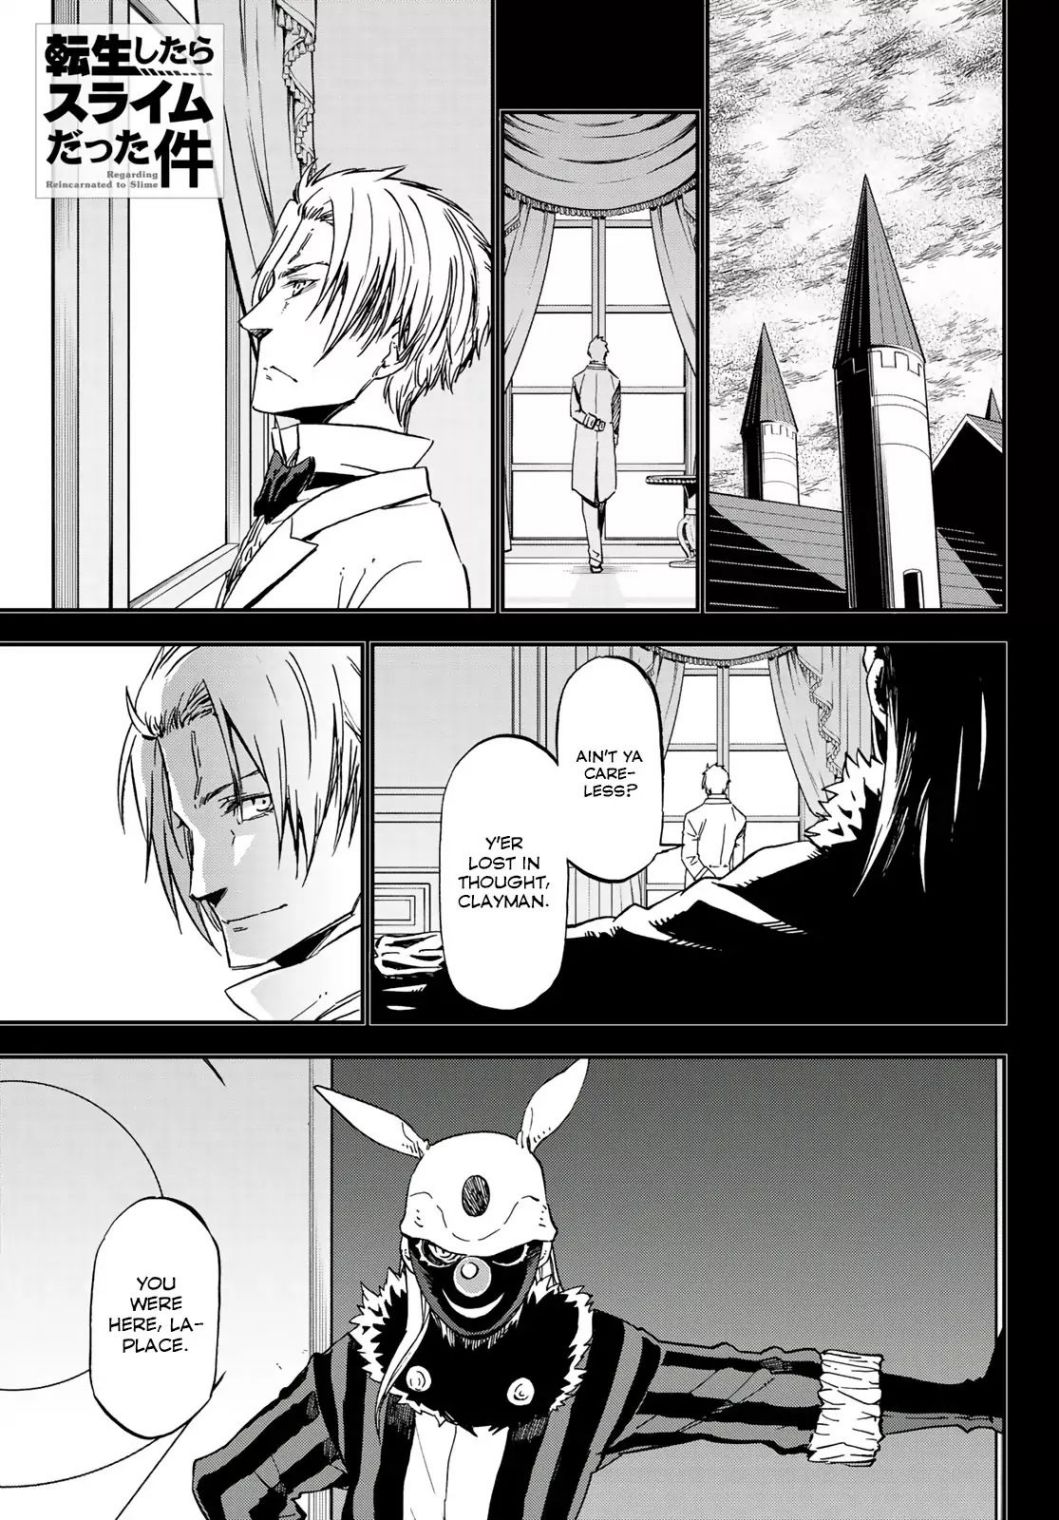 転生したら
スライム
だった件
Regarding
Reincarnated to Slime
AIN'T YA
CARE-
LESS?
Y'ER
LOST IN
THOUGHT,
CLAYMAN.
YOU
WERE
HERE, LA-
PLACE.